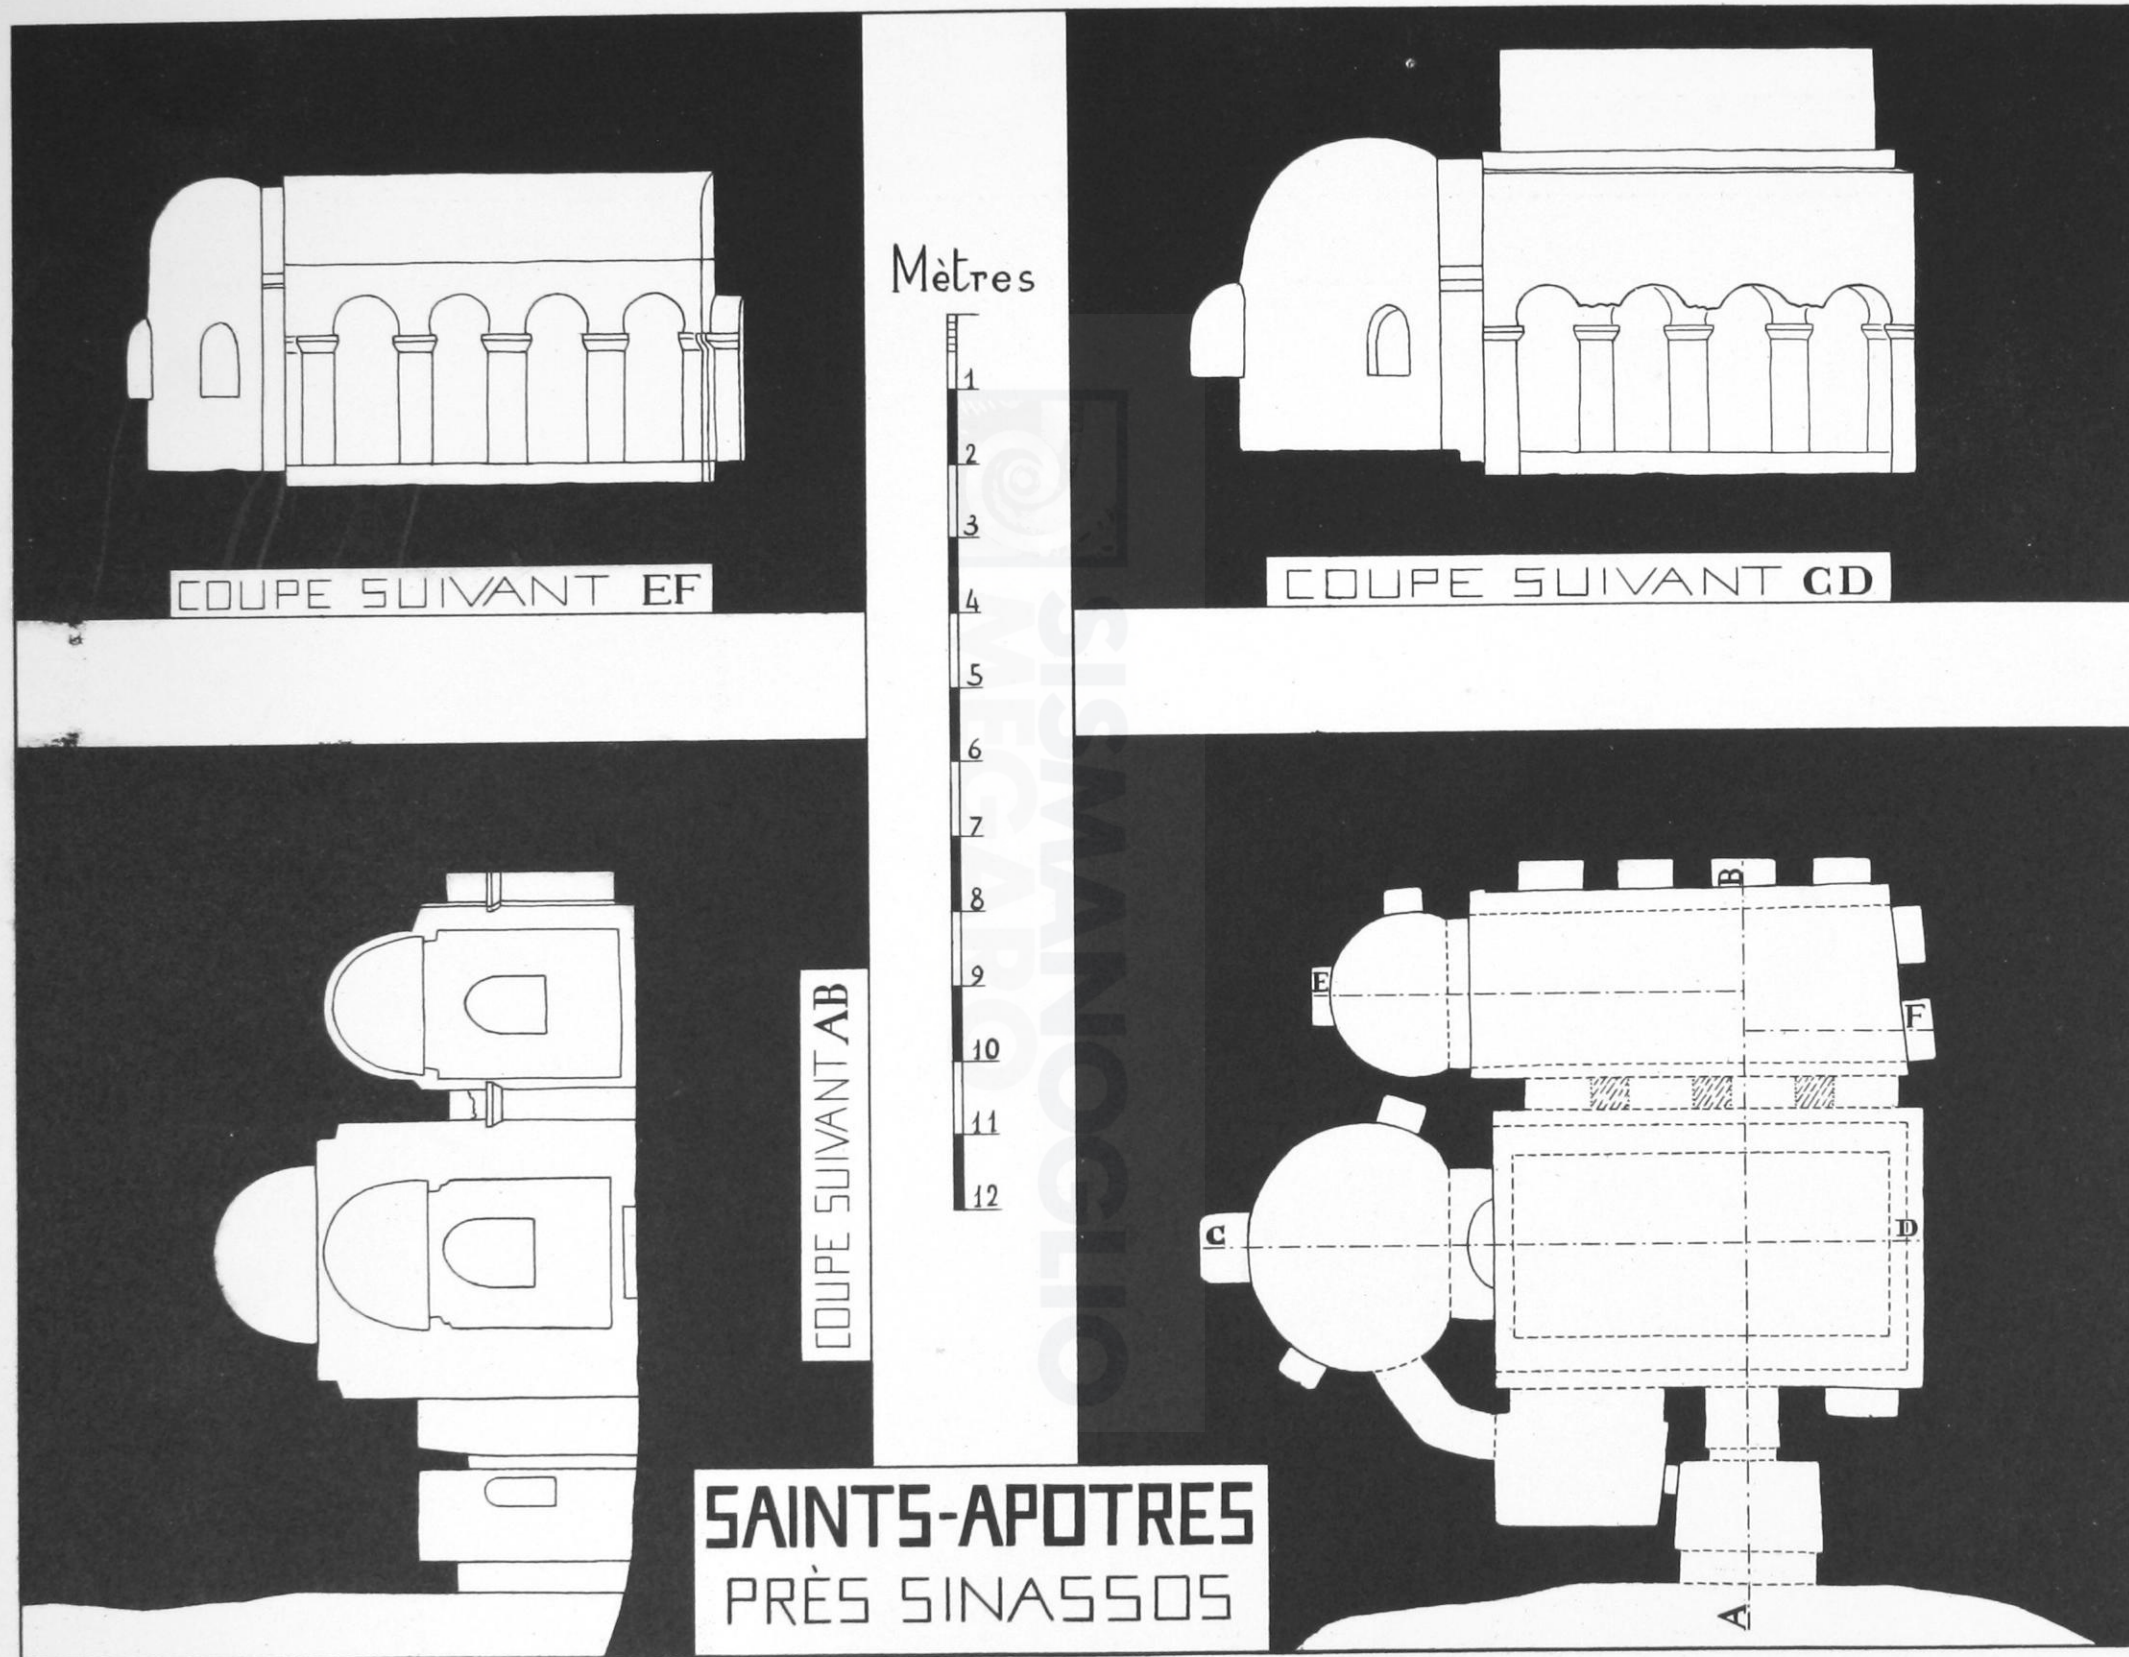 COUPE SUIVANT EF
Mètres
1
2
3
4
5
6
7
8
9
10
11
12
COUPE SUIVANT CD
COUPE SUIVANT AB
B
E
F
C
D
A
SAINTS-APOTRES
PRÈS SINASSOS
SISMANOGLIO
MEGARO